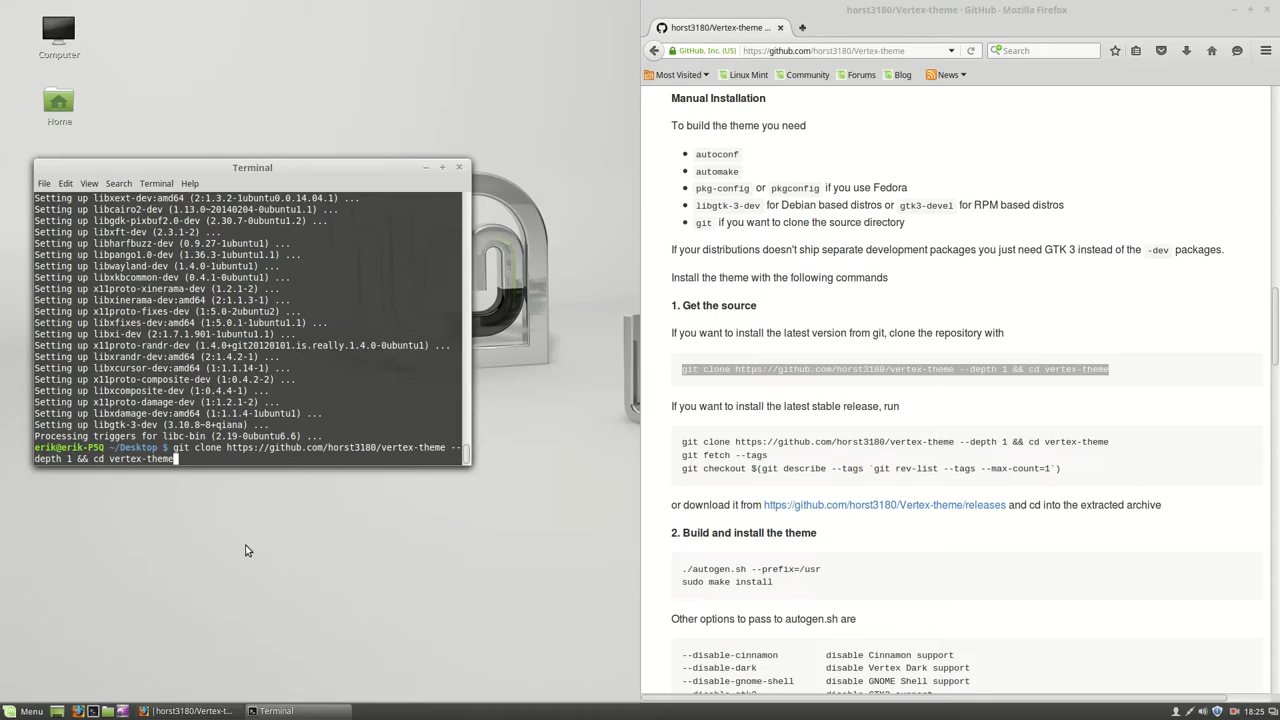 Computer
Home
Terminal
File Edit View Search Terminal Help
Setting up libxext-dev:amd64 (2:1.3.2-1ubuntu0.0.14.04.1) ...
Setting up libcairo2-dev (1.13.0~20140204-0ubuntu1.1) ...
Setting up libgdk-pixbuf2.0-dev (2.30.7-0ubuntu1.2) ...
Setting up libxft-dev (2.3.1-2) ...
Setting up libharfbuzz-dev (0.9.27-1ubuntu1) ...
Setting up libpango1.0-dev (1.36.3-1ubuntu1.1) ...
Setting up libwayland-dev (1.4.0-1ubuntu1) ...
Setting up libxkbcommon-dev (0.4.1-0ubuntu1) ...
Setting up x11proto-xinerama-dev (1.2.1-2) ...
Setting up libxinerama-dev:amd64 (2:1.1.3-1) ...
Setting up x11proto-fixes-dev (1:5.0-2ubuntu2) ...
Setting up libxfixes-dev:amd64 (1:5.0.1-1ubuntu1.1) ...
Setting up libxi-dev (2:1.7.1.901-1ubuntu1.1) ...
Setting up x11proto-randr-dev (1.4.0+git20120101.is.really.1.4.0-0ubuntu1) ...
Setting up libxrandr-dev:amd64 (2:1.4.2-1) ...
Setting up libxcursor-dev:amd64 (1:1.1.14-1) ...
Setting up x11proto-composite-dev (1:0.4.2-2) ...
Setting up libxcomposite-dev (1:0.4.4-1) ...
Setting up x11proto-damage-dev (1:1.2.1-2) ...
Setting up libxdamage-dev:amd64 (1:1.1.4-1ubuntu1) ...
Setting up libgtk-3-dev (3.10.8~8+qiana) ...
Processing triggers for libc-bin (2.19-0ubuntu6.6) ...
erik@erik-P5Q ~/Desktop $ git clone https://github.com/horst3180/vertex-theme --
depth 1 && cd vertex-theme
horst3180/Vertex-theme · GitHub - Mozilla Firefox
horst3180/Vertex-theme ...
GitHub, Inc. (US) https://github.com/horst3180/Vertex-theme Search
Most Visited Linux Mint Community Forums Blog News
Manual Installation
To build the theme you need
autoconf
automake
pkg-config or pkgconfig if you use Fedora
libgtk-3-dev for Debian based distros or gtk3-devel for RPM based distros
git if you want to clone the source directory
If your distributions doesn't ship separate development packages you just need GTK 3 instead of the -dev packages.
Install the theme with the following commands
1. Get the source
If you want to install the latest version from git, clone the repository with
git clone https://github.com/horst3180/vertex-theme --depth 1 && cd vertex-theme
If you want to install the latest stable release, run
git clone https://github.com/horst3180/vertex-theme --depth 1 && cd vertex-theme
git fetch --tags
git checkout $(git describe --tags `git rev-list --tags --max-count=1`)
or download it from https://github.com/horst3180/Vertex-theme/releases and cd into the extracted archive
2. Build and install the theme
./autogen.sh --prefix=/usr
sudo make install
Other options to pass to autogen.sh are
--disable-cinnamon disable Cinnamon support
--disable-dark disable Vertex Dark support
--disable-gnome-shell disable GNOME Shell support
Menu horst3180/Vertex-t... Terminal 18:25